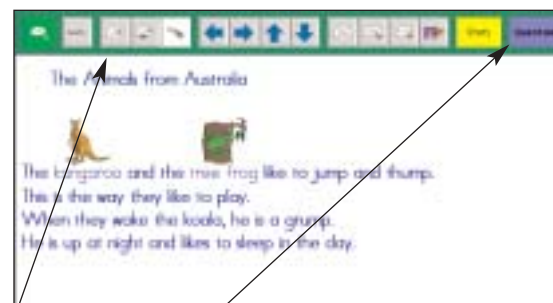 The Animals from Australia
The kangaroo and the tree frog like to jump and thump.
This is the way they like to play.
When they wake the koala, he is a grump.
He is up at night and likes to sleep in the day.